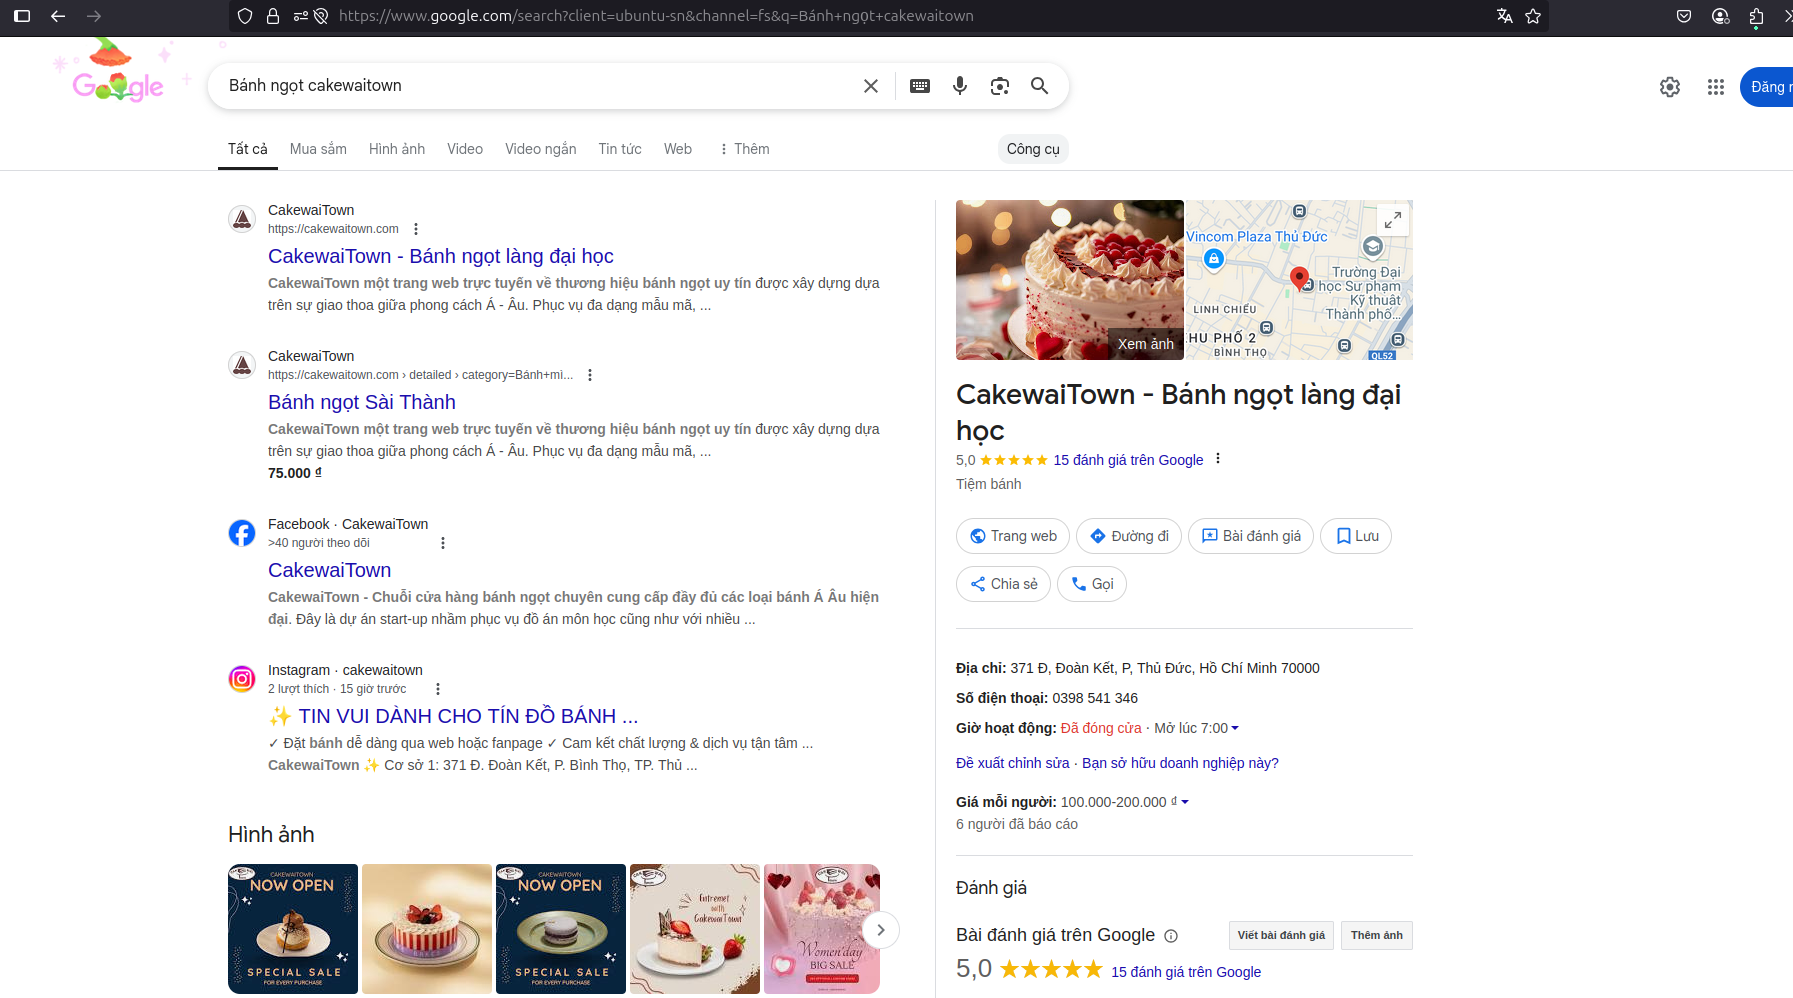 https://www.google.com/search?client=ubuntu-sn&channel=fs&q=Bánh+ngọt+cakewaitown
Google
Bánh ngọt cakewaitown
Đăng n
Tất cả
Mua sắm
Hình ảnh
Video
Video ngắn
Tin tức
Web
Thêm
Công cụ
CakewaiTown
https://cakewaitown.com
CakewaiTown - Bánh ngọt làng đại học
CakewaiTown một trang web trực tuyến về thương hiệu bánh ngọt uy tín được xây dựng dựa
trên sự giao thoa giữa phong cách Á - Âu. Phục vụ đa dạng mẫu mã, ...
CakewaiTown
https://cakewaitown.com › detailed › category=Bánh+mì...
Bánh ngọt Sài Thành
CakewaiTown một trang web trực tuyến về thương hiệu bánh ngọt uy tín được xây dựng dựa
trên sự giao thoa giữa phong cách Á - Âu. Phục vụ đa dạng mẫu mã, ...
75.000 ₫
Facebook · CakewaiTown
>40 người theo dõi
CakewaiTown
CakewaiTown - Chuỗi cửa hàng bánh ngọt chuyên cung cấp đầy đủ các loại bánh Á Âu hiện
đại. Đây là dự án start-up nhằm phục vụ đồ án môn học cũng như với nhiều ...
Instagram · cakewaitown
2 lượt thích · 15 giờ trước
✨ TIN VUI DÀNH CHO TÍN ĐỒ BÁNH ...
✓ Đặt bánh dễ dàng qua web hoặc fanpage ✓ Cam kết chất lượng & dịch vụ tận tâm ...
CakewaiTown ✨ Cơ sở 1: 371 Đ. Đoàn Kết, P. Bình Thọ, TP. Thủ ...
Hình ảnh
CAKEWAITOWN
NOW OPEN
SPECIAL SALE
FOR EVERY PURCHASE
CAKEWAITOWN
NOW OPEN
SPECIAL SALE
FOR EVERY PURCHASE
Entremet
with
CakewaiTown
Women day
BIG SALE
Xem ảnh
Vincom Plaza Thủ Đức
Trường Đại
học Sư phạm
Kỹ thuật
Thành phố...
LINH CHIỂU
KHU PHỐ 2
BÌNH THỌ
QL52
CakewaiTown - Bánh ngọt làng đại
học
5,0 ★★★★★ 15 đánh giá trên Google
Tiệm bánh
Trang web
Đường đi
Bài đánh giá
Lưu
Chia sẻ
Gọi
Địa chỉ: 371 Đ, Đoàn Kết, P, Thủ Đức, Hồ Chí Minh 70000
Số điện thoại: 0398 541 346
Giờ hoạt động: Đã đóng cửa · Mở lúc 7:00
Đề xuất chỉnh sửa · Bạn sở hữu doanh nghiệp này?
Giá mỗi người: 100.000-200.000 ₫
6 người đã báo cáo
Đánh giá
Bài đánh giá trên Google
Viết bài đánh giá
Thêm ảnh
5,0 ★★★★★ 15 đánh giá trên Google